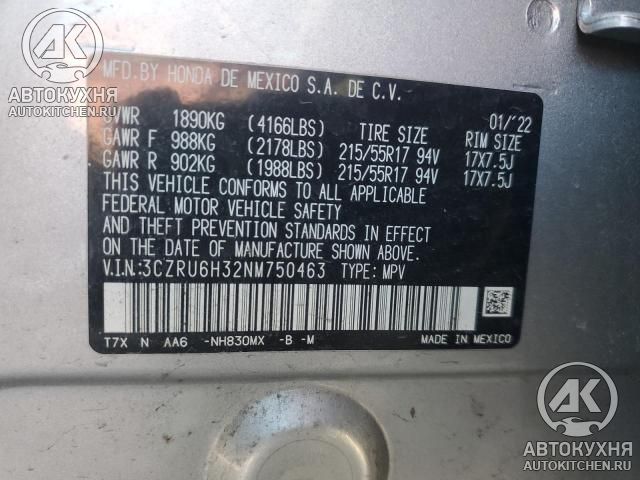 MFD.BY HONDA DE MEXICO S.A. DE C.V.
GVWR 1890KG (4166LBS) TIRE SIZE 01/'22 RIM SIZE
GAWR F 988KG (2178LBS) 215/55R17 94V 17X7.5J
GAWR R 902KG (1988LBS) 215/55R17 94V 17X7.5J
THIS VEHICLE CONFORMS TO ALL APPLICABLE
FEDERAL MOTOR VEHICLE SAFETY
AND THEFT PREVENTION STANDARDS IN EFFECT
ON THE DATE OF MANUFACTURE SHOWN ABOVE.
V.I.N.:3CZRU6H32NM750463 TYPE: MPV
T7X N AA6 -NH830MX -B -M MADE IN MEXICO
АК
АВТОКУХНЯ
AUTOKITCHEN.RU
АК
АВТОКУХНЯ
AUTOKITCHEN.RU